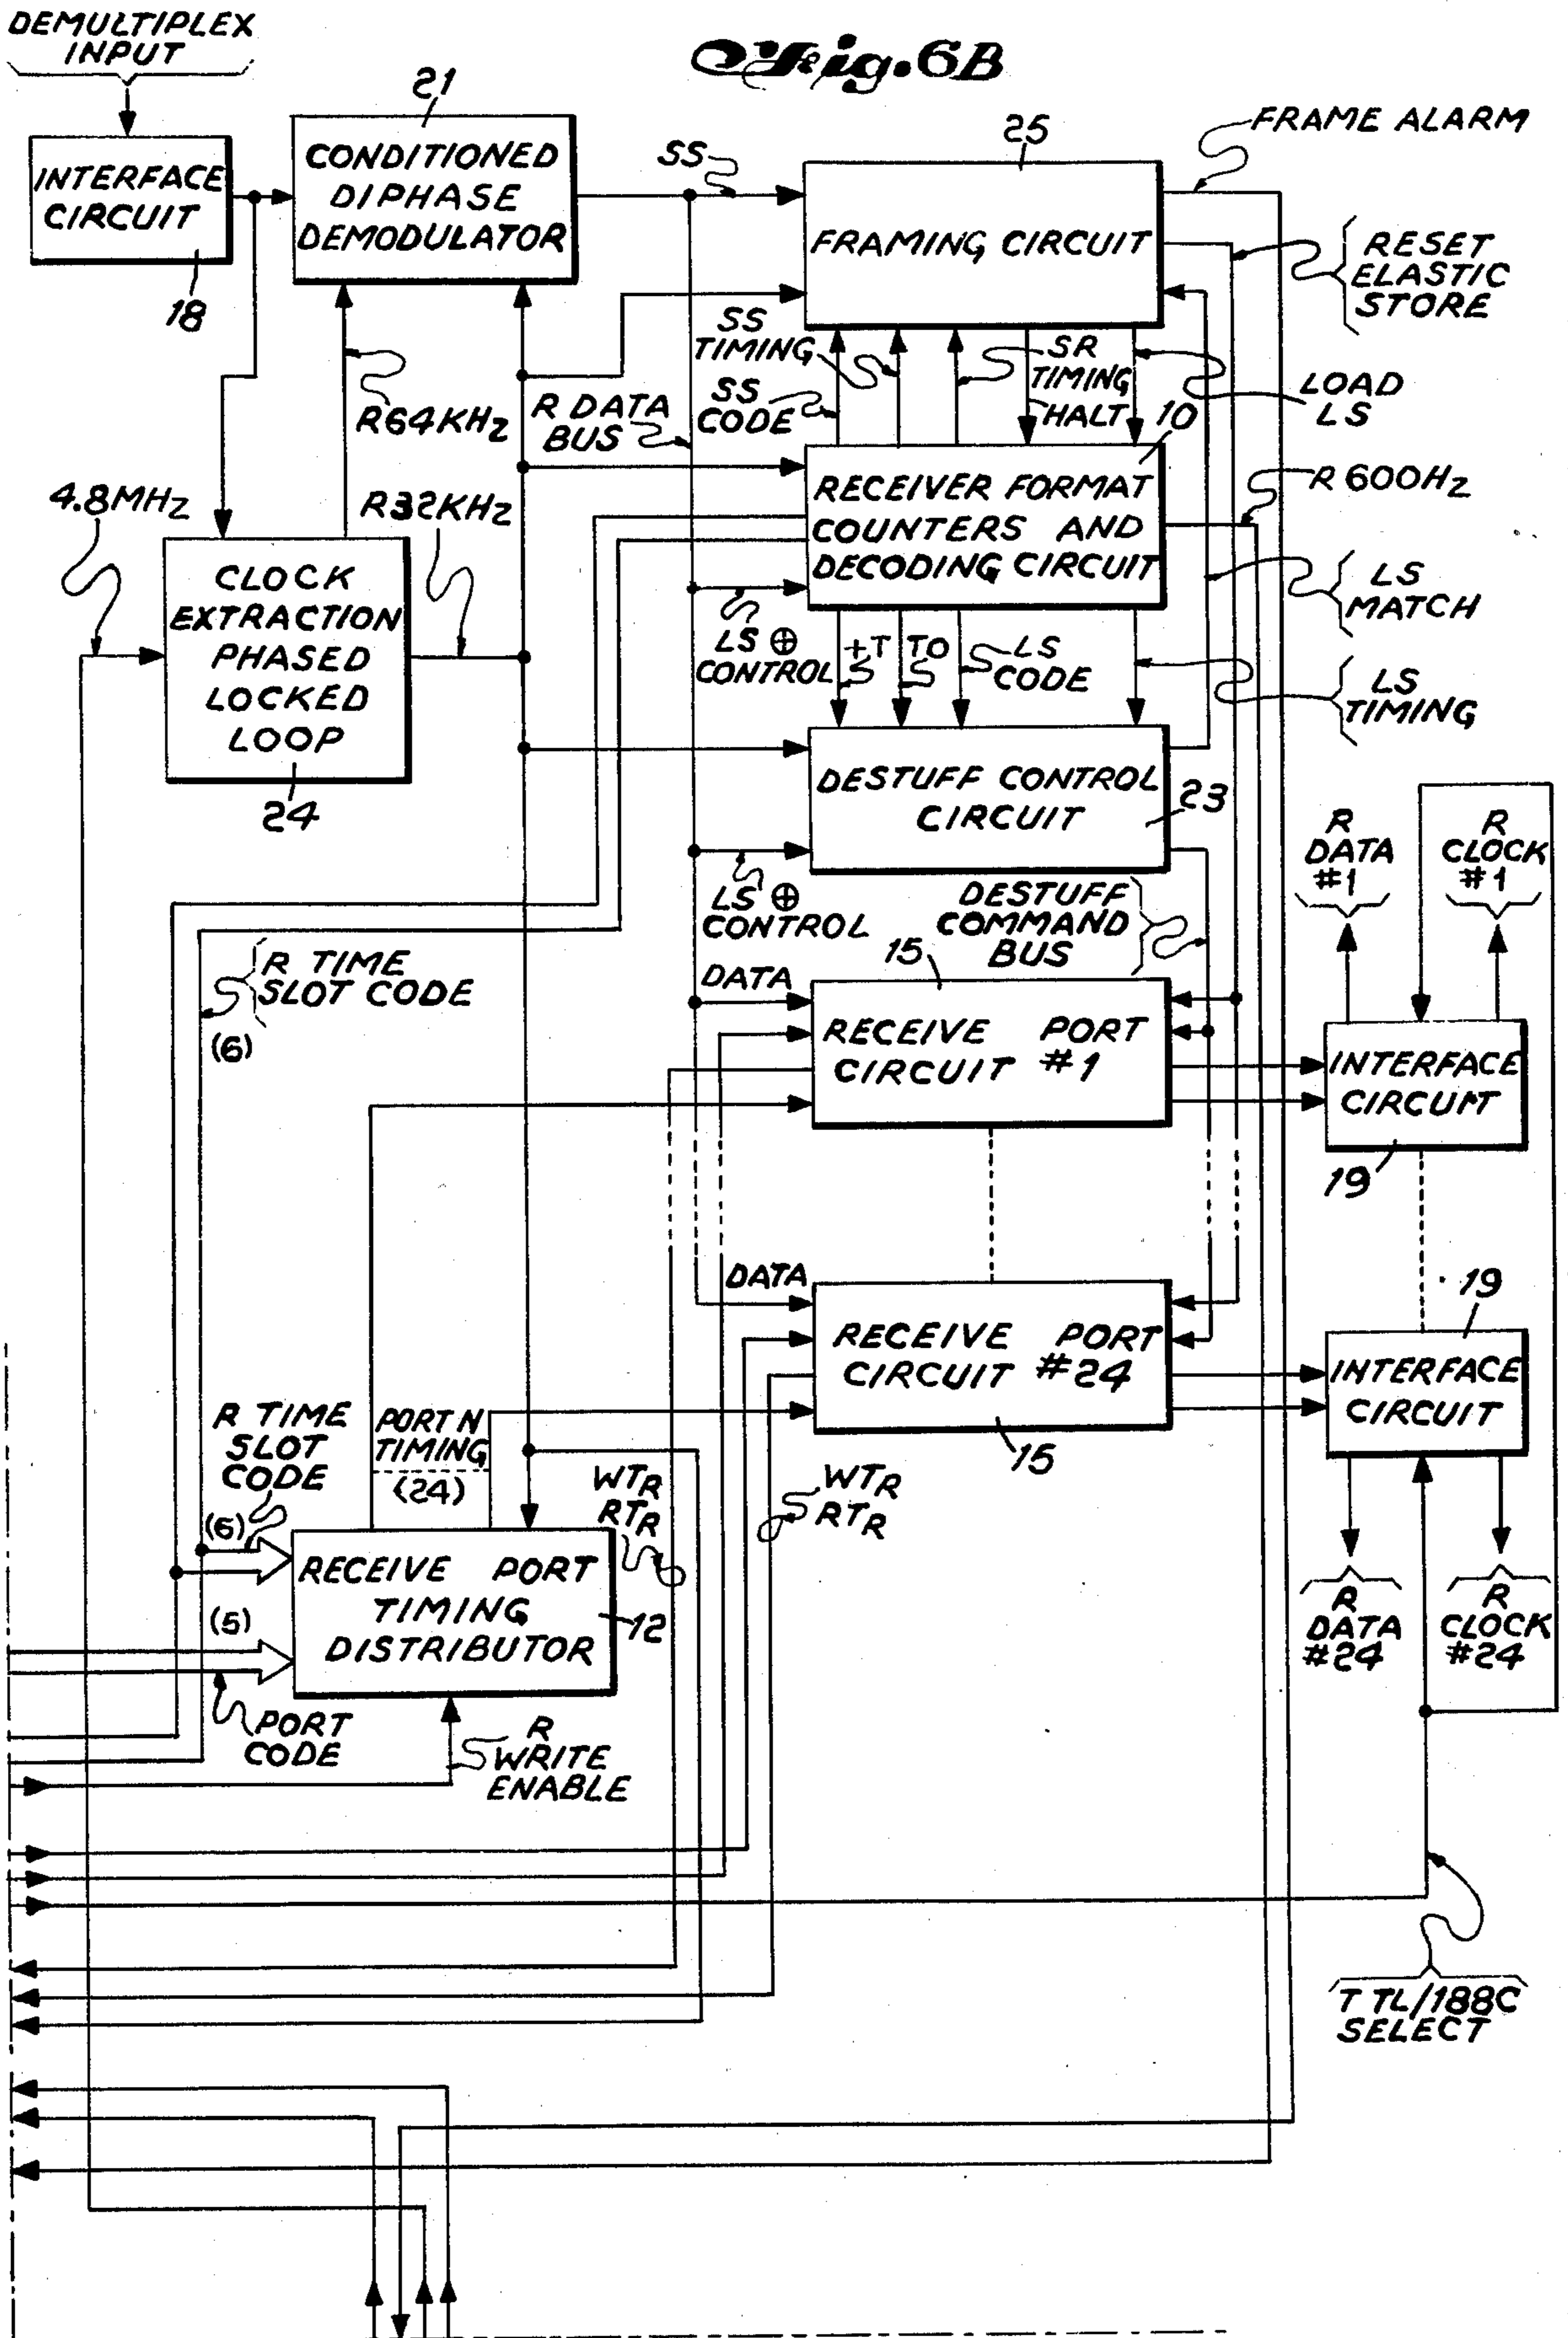 DEMULTIPLEX
INPUT
Fig. 6B
21
25
FRAME ALARM
INTERFACE
CIRCUIT
18
CONDITIONED
DIPHASE
DEMODULATOR
SS
FRAMING CIRCUIT
RESET
ELASTIC
STORE
SS
TIMING
SR
TIMING
SS
CODE
HALT
LOAD
LS
10
R64KHz
R DATA
BUS
4.8MHz
R32KHz
RECEIVER FORMAT
COUNTERS AND
DECODING CIRCUIT
R 600Hz
CLOCK
EXTRACTION
PHASED
LOCKED
LOOP
24
LS
MATCH
LS ⊕
CONTROL
+T
TO
LS
CODE
LS
TIMING
DESTUFF CONTROL
CIRCUIT
23
R
DATA
#1
R
CLOCK
#1
LS ⊕
CONTROL
DESTUFF
COMMAND
BUS
R TIME
SLOT CODE
(6)
DATA
15
RECEIVE PORT
CIRCUIT #1
INTERFACE
CIRCUIT
19
DATA
RECEIVE PORT
CIRCUIT #24
15
19
INTERFACE
CIRCUIT
R TIME
SLOT
CODE
(6)
PORT N
TIMING
(24)
WTR
RTR
WTR
RTR
RECEIVE PORT
TIMING
DISTRIBUTOR
12
(5)
PORT
CODE
R
WRITE
ENABLE
R
DATA
#24
R
CLOCK
#24
TTL/188C
SELECT